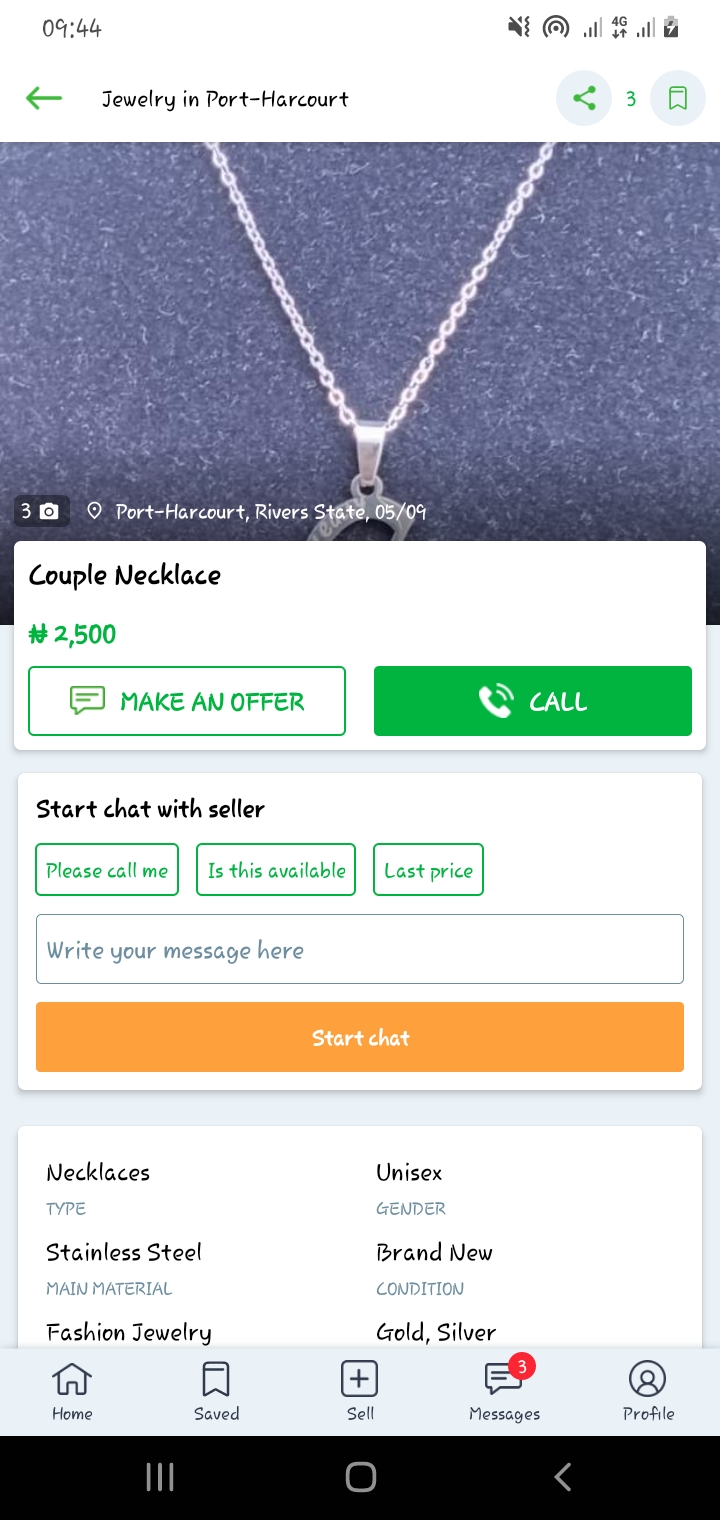 09:44
4G
Jewelry in Port-Harcourt
3
3
Port-Harcourt, Rivers State, 05/09
Couple Necklace
₦ 2,500
MAKE AN OFFER
CALL
Start chat with seller
Please call me
Is this available
Last price
Write your message here
Start chat
Necklaces
Unisex
TYPE
GENDER
Stainless Steel
Brand New
MAIN MATERIAL
CONDITION
Fashion Jewelry
Gold, Silver
3
Home
Saved
Sell
Messages
Profile